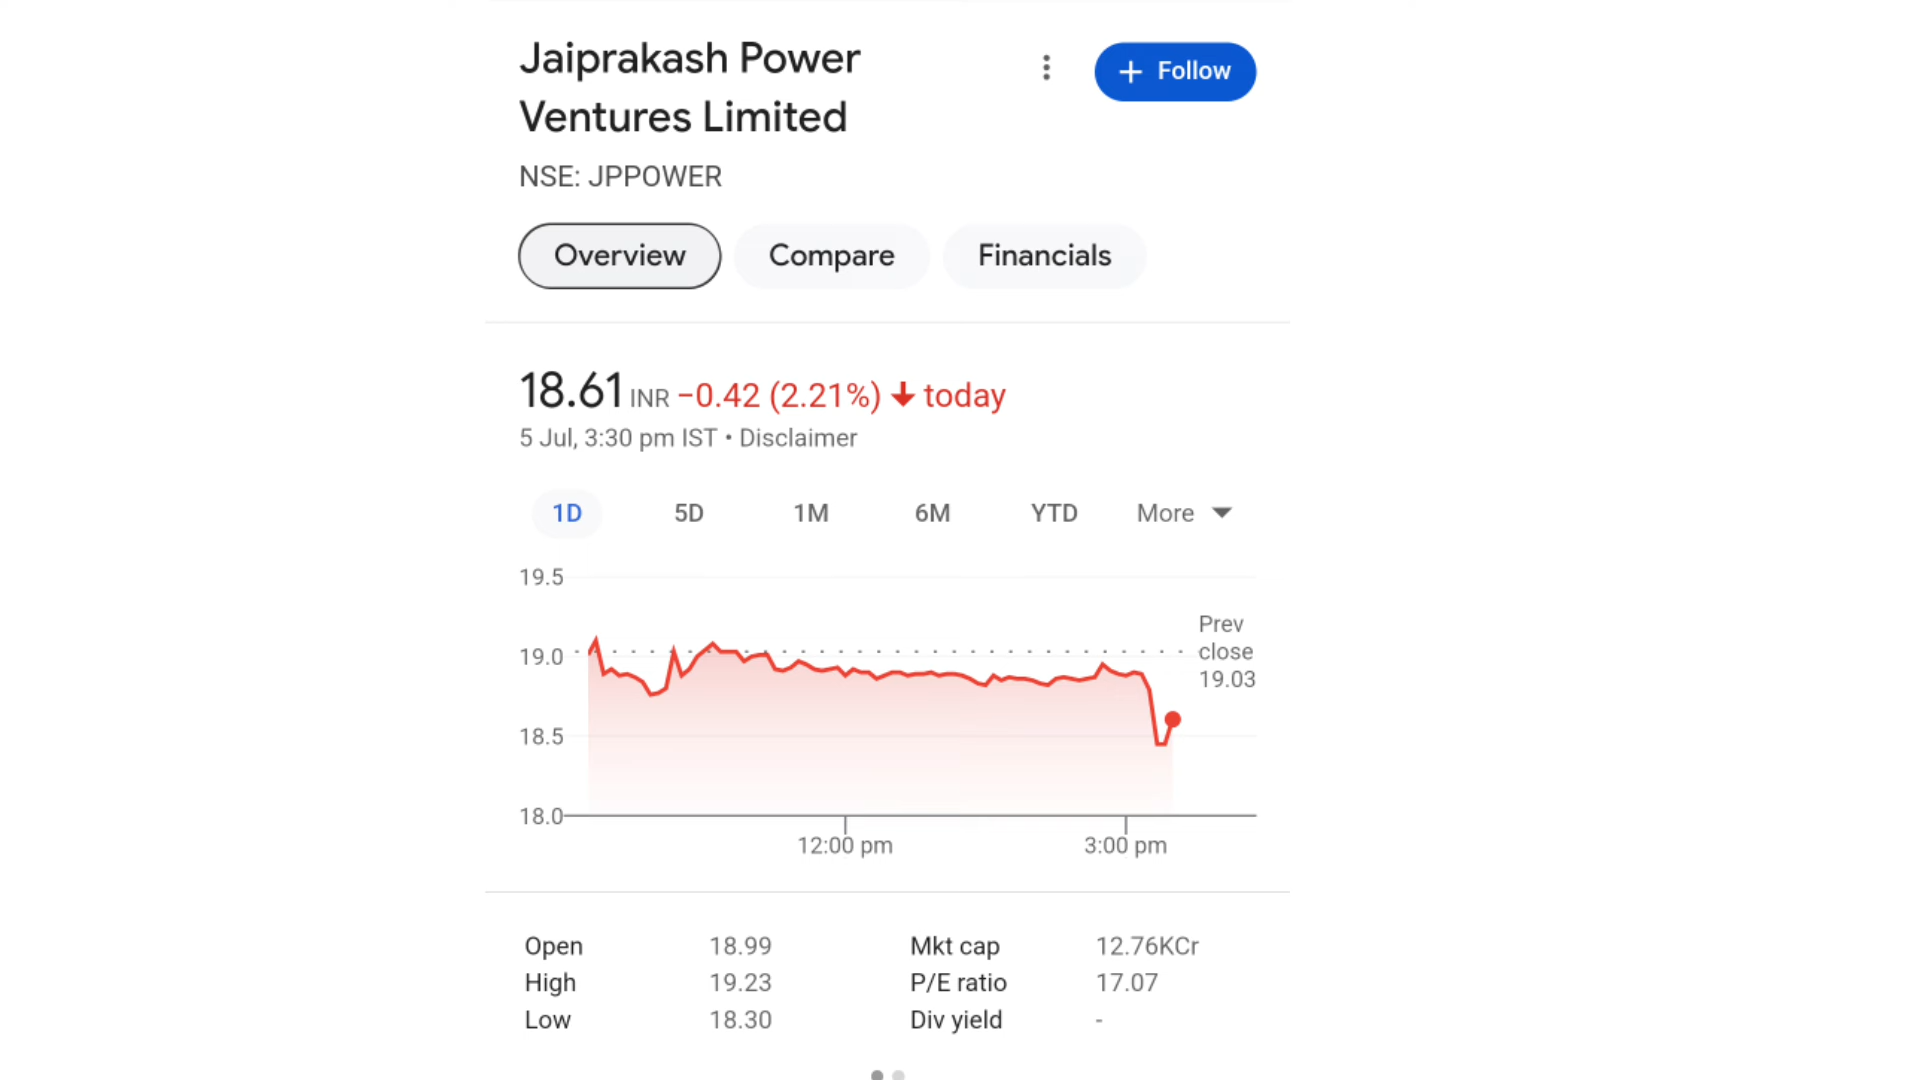 Jaiprakash Power
Ventures Limited
+ Follow
NSE: JPPOWER
Overview Compare Financials
18.61 INR −0.42 (2.21%) ↓ today
5 Jul, 3:30 pm IST • Disclaimer
1D 5D 1M 6M YTD More
19.5
19.0
18.5
18.0
Prev
close
19.03
12:00 pm 3:00 pm
Open 18.99 Mkt cap 12.76KCr
High 19.23 P/E ratio 17.07
Low 18.30 Div yield -